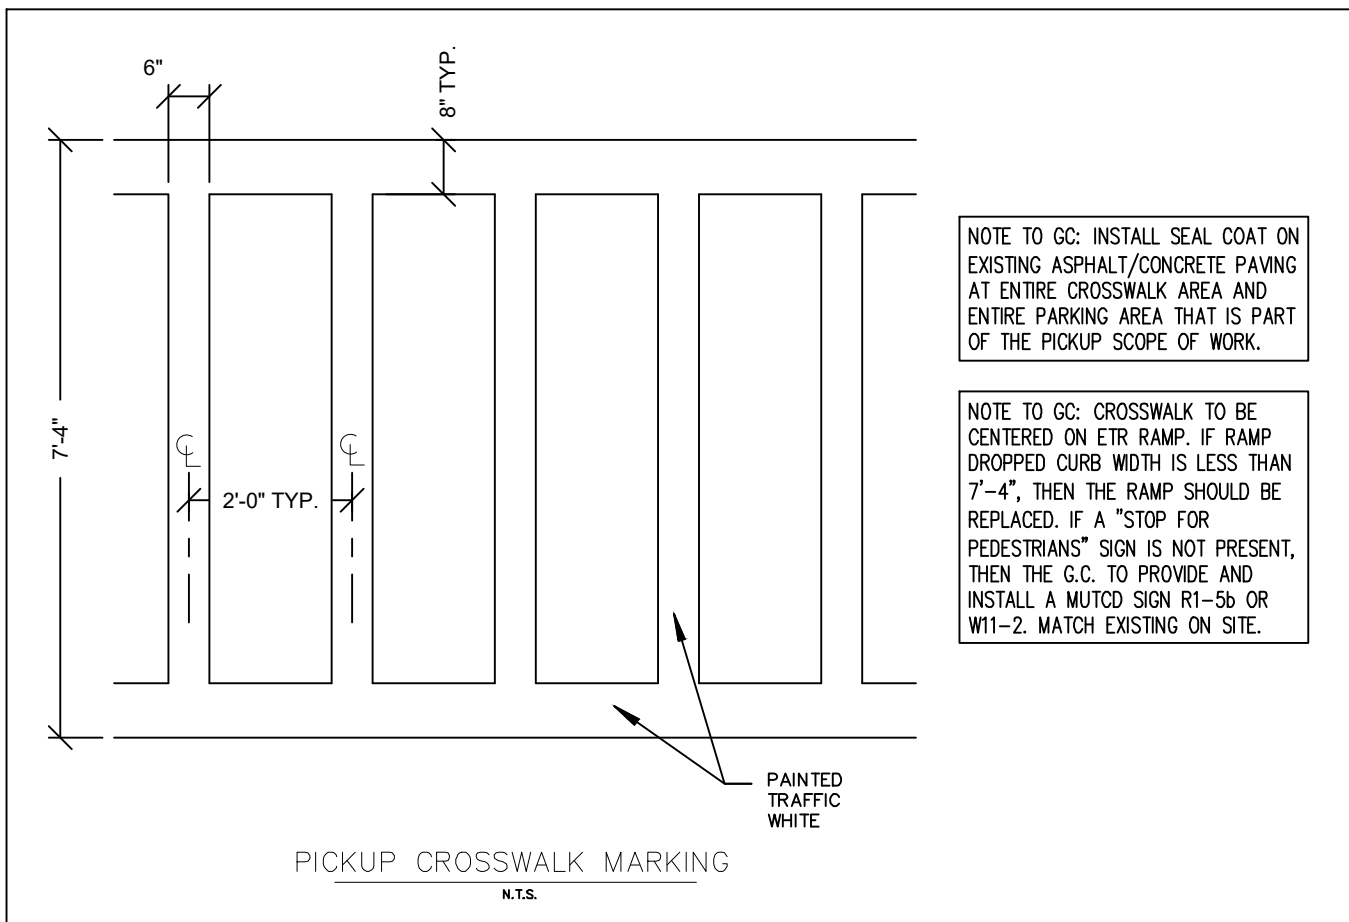 6"
8" TYP.
7'-4"
℄
℄
2'-0" TYP.
NOTE TO GC: INSTALL SEAL COAT ON
EXISTING ASPHALT/CONCRETE PAVING
AT ENTIRE CROSSWALK AREA AND
ENTIRE PARKING AREA THAT IS PART
OF THE PICKUP SCOPE OF WORK.
NOTE TO GC: CROSSWALK TO BE
CENTERED ON ETR RAMP. IF RAMP
DROPPED CURB WIDTH IS LESS THAN
7'-4", THEN THE RAMP SHOULD BE
REPLACED. IF A "STOP FOR
PEDESTRIANS" SIGN IS NOT PRESENT,
THEN THE G.C. TO PROVIDE AND
INSTALL A MUTCD SIGN R1-5b OR
W11-2. MATCH EXISTING ON SITE.
PAINTED
TRAFFIC
WHITE
PICKUP CROSSWALK MARKING
N.T.S.